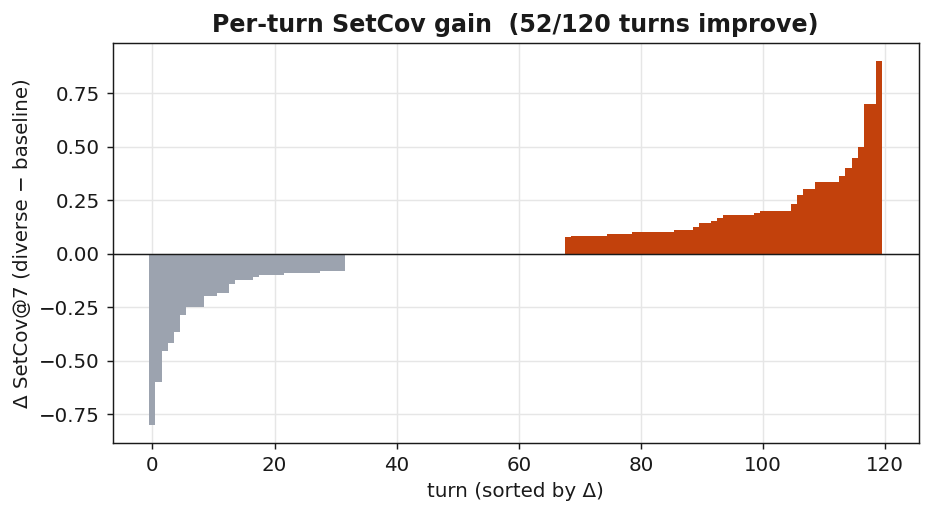 Per-turn SetCov gain  (52/120 turns improve)
Δ SetCov@7 (diverse − baseline)
0.75
0.50
0.25
0.00
−0.25
−0.50
−0.75
0 20 40 60 80 100 120
turn (sorted by Δ)